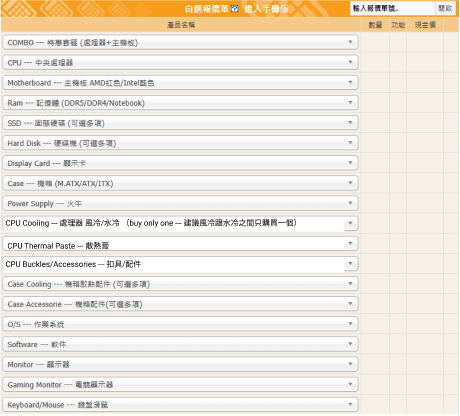 自選報價單 進入手機版 輸入報價單號.. 開啟
產品名稱 數量 功能 現金價
COMBO --- 特惠套餐 (處理器+主機板)
CPU --- 中央處理器
Motherboard --- 主機板 AMD紅色/Intel藍色
Ram --- 記憶體 (DDR5/DDR4/Notebook)
SSD --- 固態硬碟 (可選多項)
Hard Disk --- 硬碟機 (可選多項)
Display Card --- 顯示卡
Case --- 機箱 (M.ATX/ATX/ITX)
Power Supply --- 火牛
CPU Cooling --- 處理器 風冷/水冷 （buy only one --- 建議風冷跟水冷之間只購買一個）
CPU Thermal Paste --- 散熱膏
CPU Buckles/Accessories --- 扣具/配件
Case Cooling --- 機箱散熱配件 (可選多項)
Case Accessorie --- 機箱配件(可選多項)
O/S --- 作業系統
Software --- 軟件
Monitor --- 顯示器
Gaming Monitor --- 電競顯示器
Keyboard/Mouse --- 鍵盤滑鼠